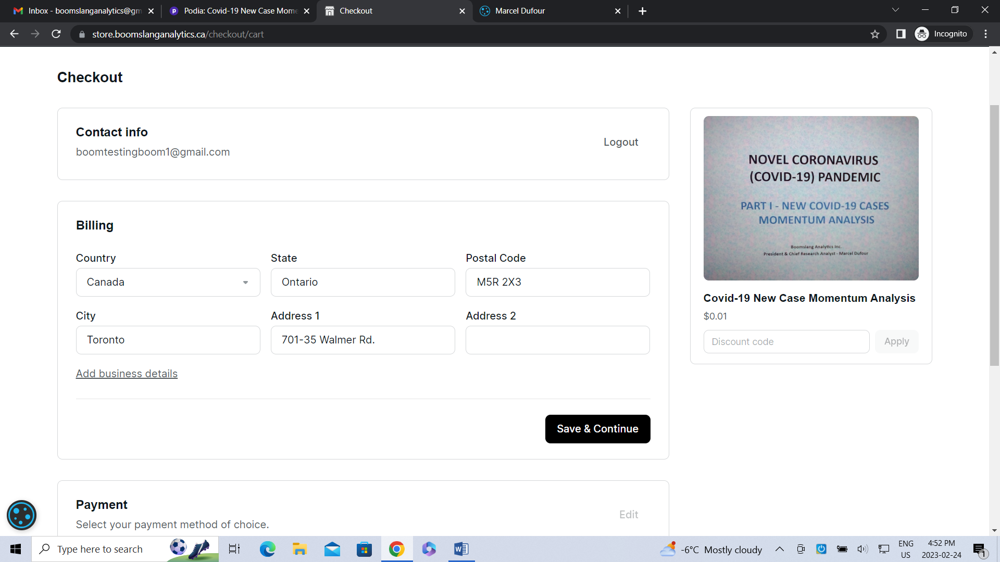 Inbox - boomslanganalytics@gm
Podia: Covid-19 New Case Mome
Checkout
Marcel Dufour
store.boomslanganalytics.ca/checkout/cart
Incognito
Checkout
Contact info
boomtestingboom1@gmail.com
Logout
Billing
Country
State
Postal Code
Canada
Ontario
M5R 2X3
City
Address 1
Address 2
Toronto
701-35 Walmer Rd.
Add business details
Save & Continue
Payment
Select your payment method of choice.
Edit
NOVEL CORONAVIRUS
(COVID-19) PANDEMIC
PART I - NEW COVID-19 CASES
MOMENTUM ANALYSIS
Boomslang Analytics Inc.
President & Chief Research Analyst - Marcel Dufour
Covid-19 New Case Momentum Analysis
$0.01
Discount code
Apply
Type here to search
-6°C Mostly cloudy
ENG
US
4:52 PM
2023-02-24
1